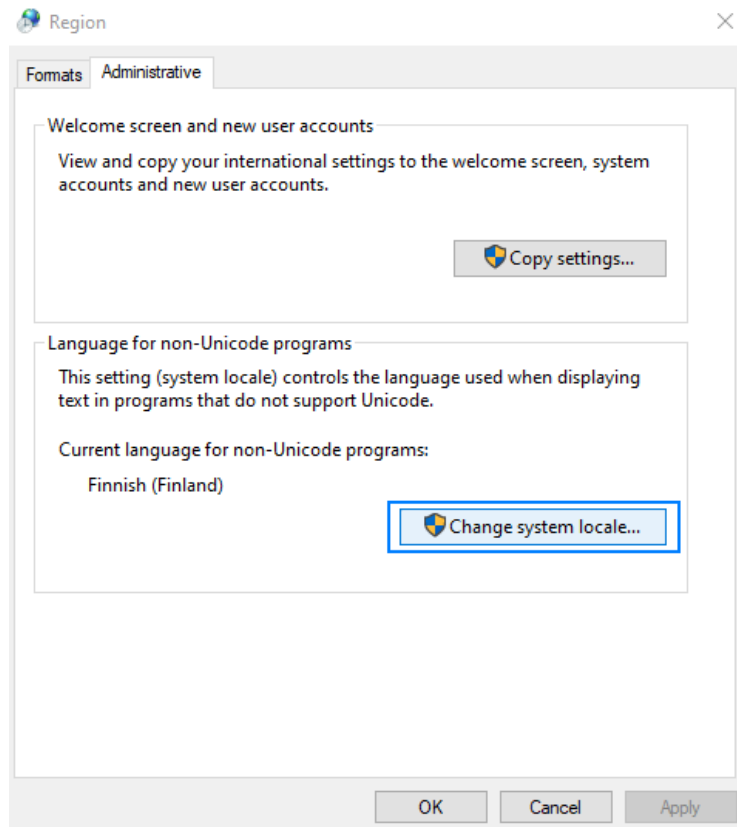 Region
Formats
Administrative
Welcome screen and new user accounts
View and copy your international settings to the welcome screen, system
accounts and new user accounts.
Copy settings...
Language for non-Unicode programs
This setting (system locale) controls the language used when displaying
text in programs that do not support Unicode.
Current language for non-Unicode programs:
Finnish (Finland)
Change system locale...
OK
Cancel
Apply